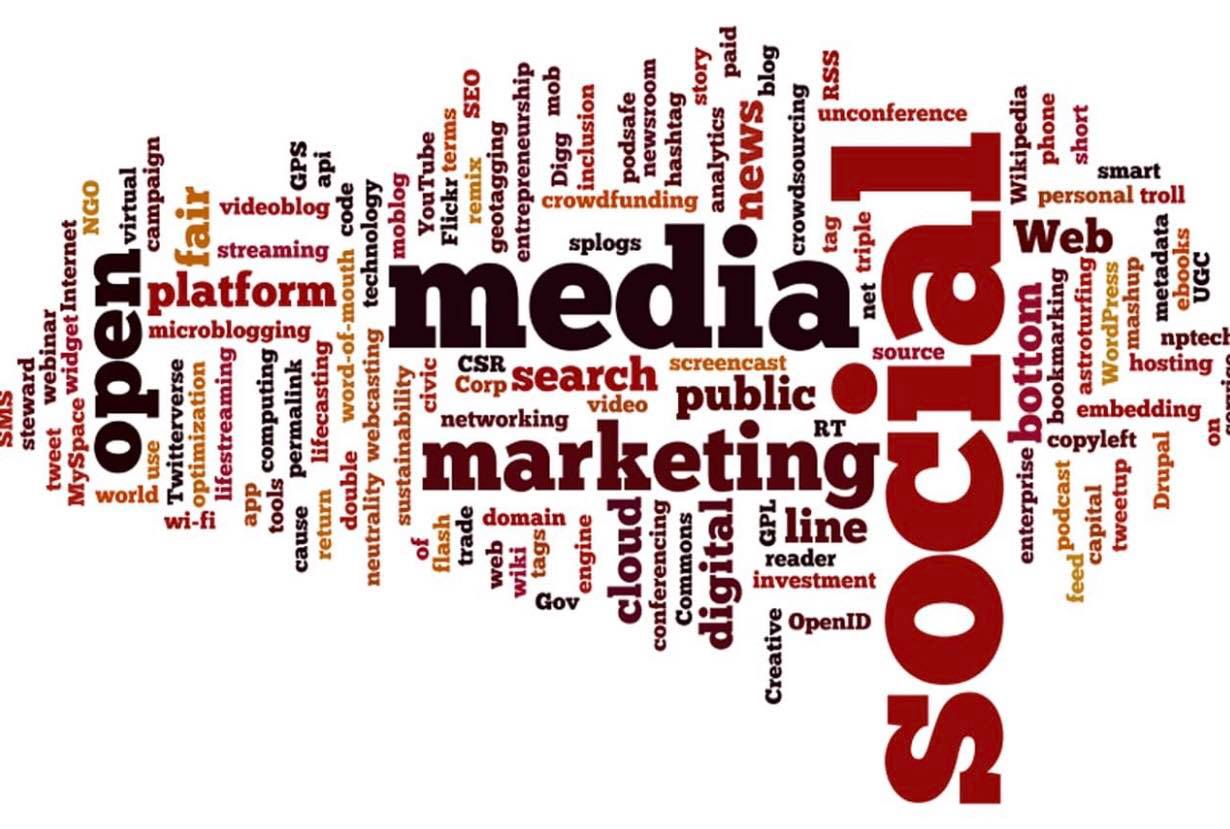 SMS
steward
webinar
tweet
widget
MySpace
Internet
NGO
open
virtual
campaign
world
use
fair
GPS
api
videoblog
streaming
platform
microblogging
Twitterverse
optimization
lifestreaming
wi-fi
computing
permalink
lifecasting
app
tools
cause
return
double
code
word-of-mouth
technology
webcasting
neutrality
sustainability
moblog
YouTube
Flickr
terms
SEO
remix
geotagging
entrepreneurship
mob
Digg
inclusion
podsafe
newsroom
hashtag
story
paid
blog
analytics
news
crowdfunding
splogs
crowdsourcing
RSS
unconference
tag
triple
net
media
civic
CSR
Corp
search
screencast
video
public
networking
RT
marketing
source
social
of
flash
trade
domain
web
wiki
tags
engine
Gov
cloud
conferencing
Commons
digital
GPL
line
reader
investment
Creative
OpenID
Wikipedia
phone
short
smart
personal
troll
Web
metadata
ebooks
UGC
bottom
bookmarking
astroturfing
WordPress
mashup
nptech
hosting
embedding
on
copyleft
enterprise
podcast
feed
capital
tweetup
Drupal